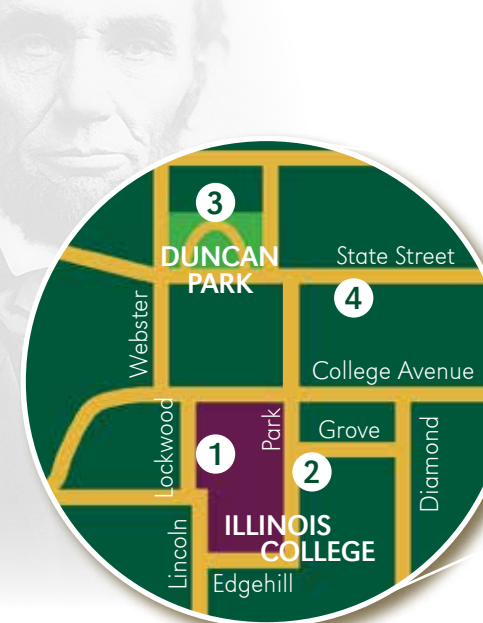 3
DUNCAN
PARK
State Street
4
Webster
College Avenue
Lockwood
Park
Grove
Diamond
1
2
ILLINOIS
COLLEGE
Lincoln
Edgehill